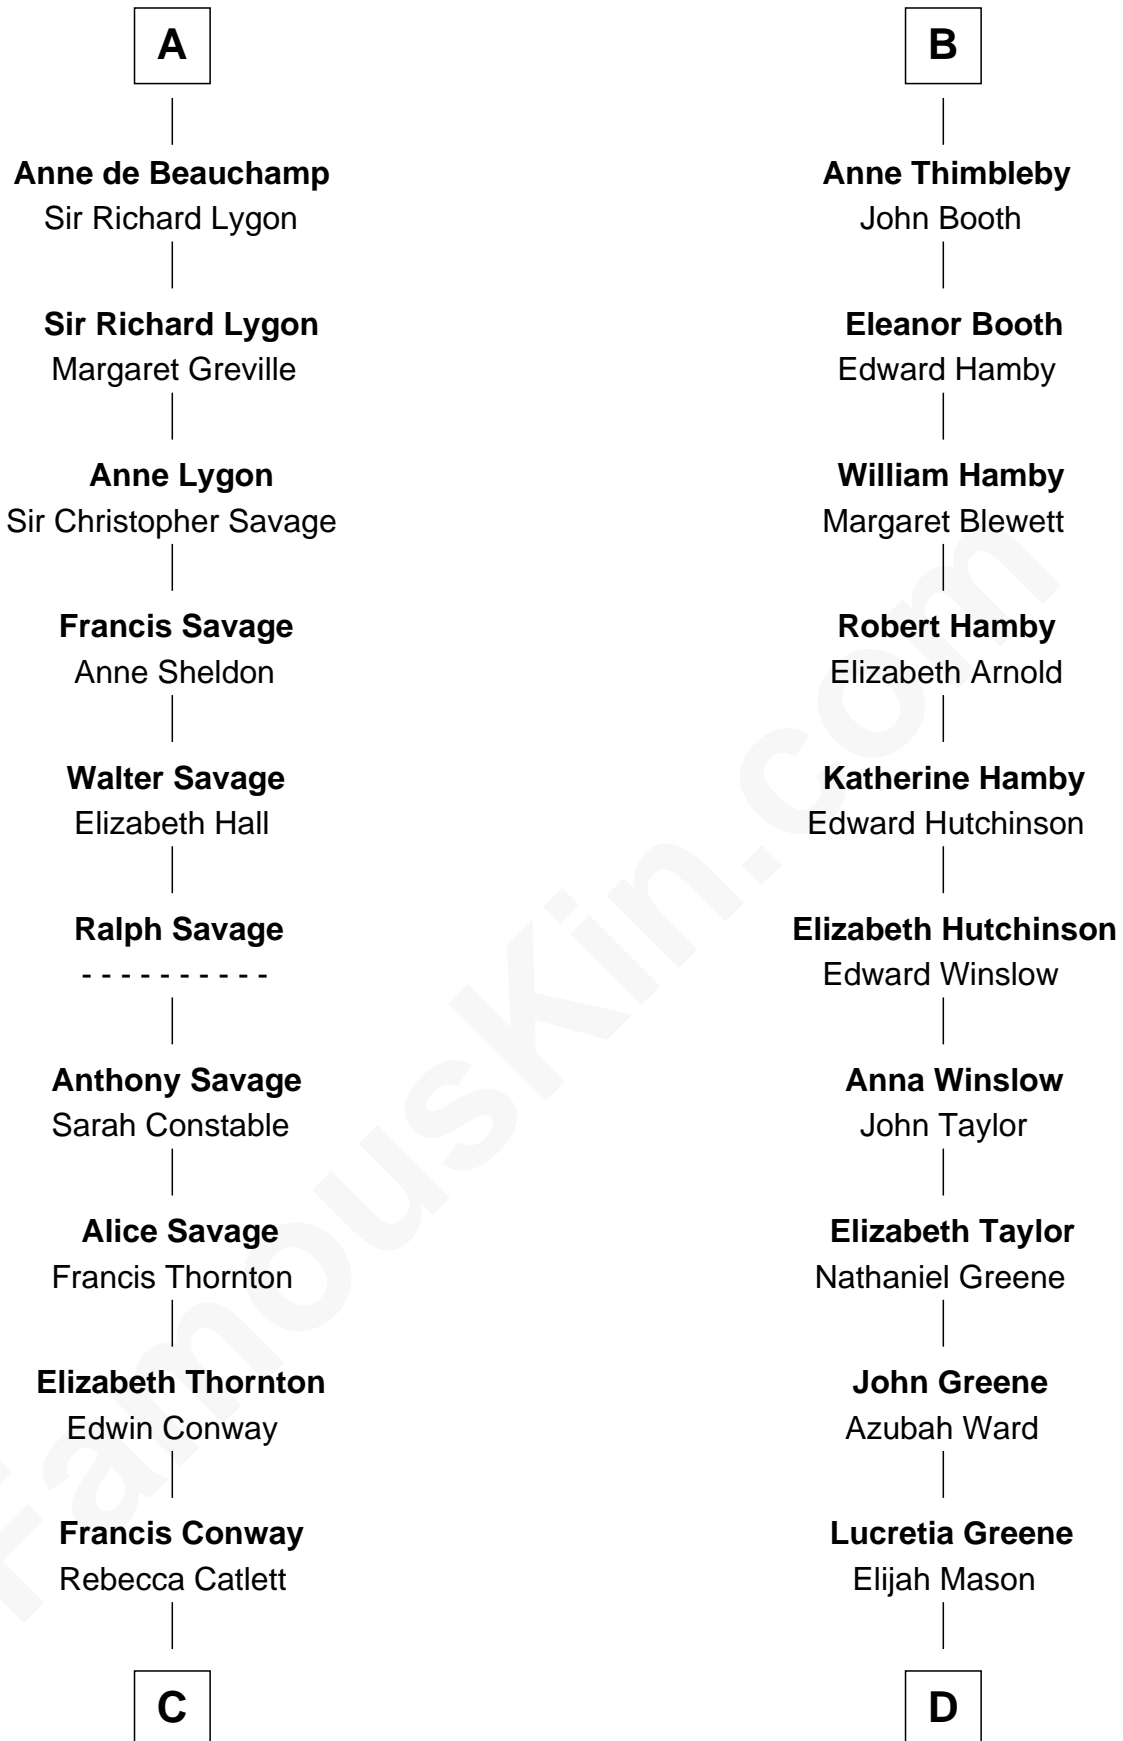 A
Anne de Beauchamp
Sir Richard Lygon
Sir Richard Lygon
Margaret Greville
Anne Lygon
Sir Christopher Savage
Francis Savage
Anne Sheldon
Walter Savage
Elizabeth Hall
Ralph Savage
- - - - - - - - - -
Anthony Savage
Sarah Constable
Alice Savage
Francis Thornton
Elizabeth Thornton
Edwin Conway
Francis Conway
Rebecca Catlett
C
B
Anne Thimbleby
John Booth
Eleanor Booth
Edward Hamby
William Hamby
Margaret Blewett
Robert Hamby
Elizabeth Arnold
Katherine Hamby
Edward Hutchinson
Elizabeth Hutchinson
Edward Winslow
Anna Winslow
John Taylor
Elizabeth Taylor
Nathaniel Greene
John Greene
Azubah Ward
Lucretia Greene
Elijah Mason
D
FamousKin.com